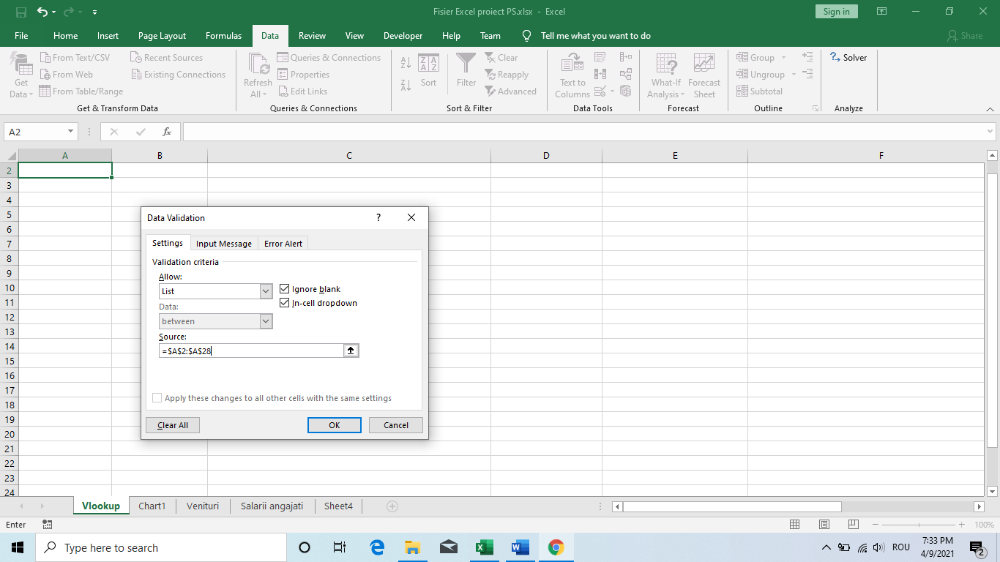 Fisier Excel proiect PS.xlsx - Excel
Sign in
File Home Insert Page Layout Formulas Data Review View Developer Help Team Tell me what you want to do Share
From Text/CSV Recent Sources Queries & Connections Clear Group Solver
From Web Existing Connections Properties Reapply Ungroup
From Table/Range Edit Links Advanced Subtotal
Get Data
Refresh All
Sort
Filter
Text to Columns
What-If Analysis
Forecast Sheet
Get & Transform Data Queries & Connections Sort & Filter Data Tools Forecast Outline Analyze
A2 fx
A B C D E F
2
3
4
5
6
7
8
9
10
11
12
13
14
15
16
17
18
19
20
21
22
23
24
Data Validation ?
Settings Input Message Error Alert
Validation criteria
Allow:
List Ignore blank
In-cell dropdown
Data:
between
Source:
=$A$2:$A$28
Apply these changes to all other cells with the same settings
Clear All OK Cancel
Vlookup Chart1 Venituri Salarii angajati Sheet4
Enter 100%
Type here to search
ROU
7:33 PM
4/9/2021
2